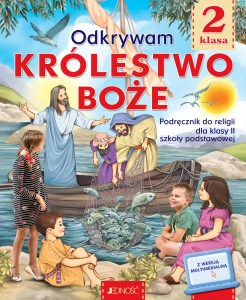 2
klasa
Odkrywam
KRÓLESTWO
BOŻE
Podręcznik do religii
dla klasy II
szkoły podstawowej
Z WERSJĄ
MULTIMEDIALNĄ
JEDNOŚĆ